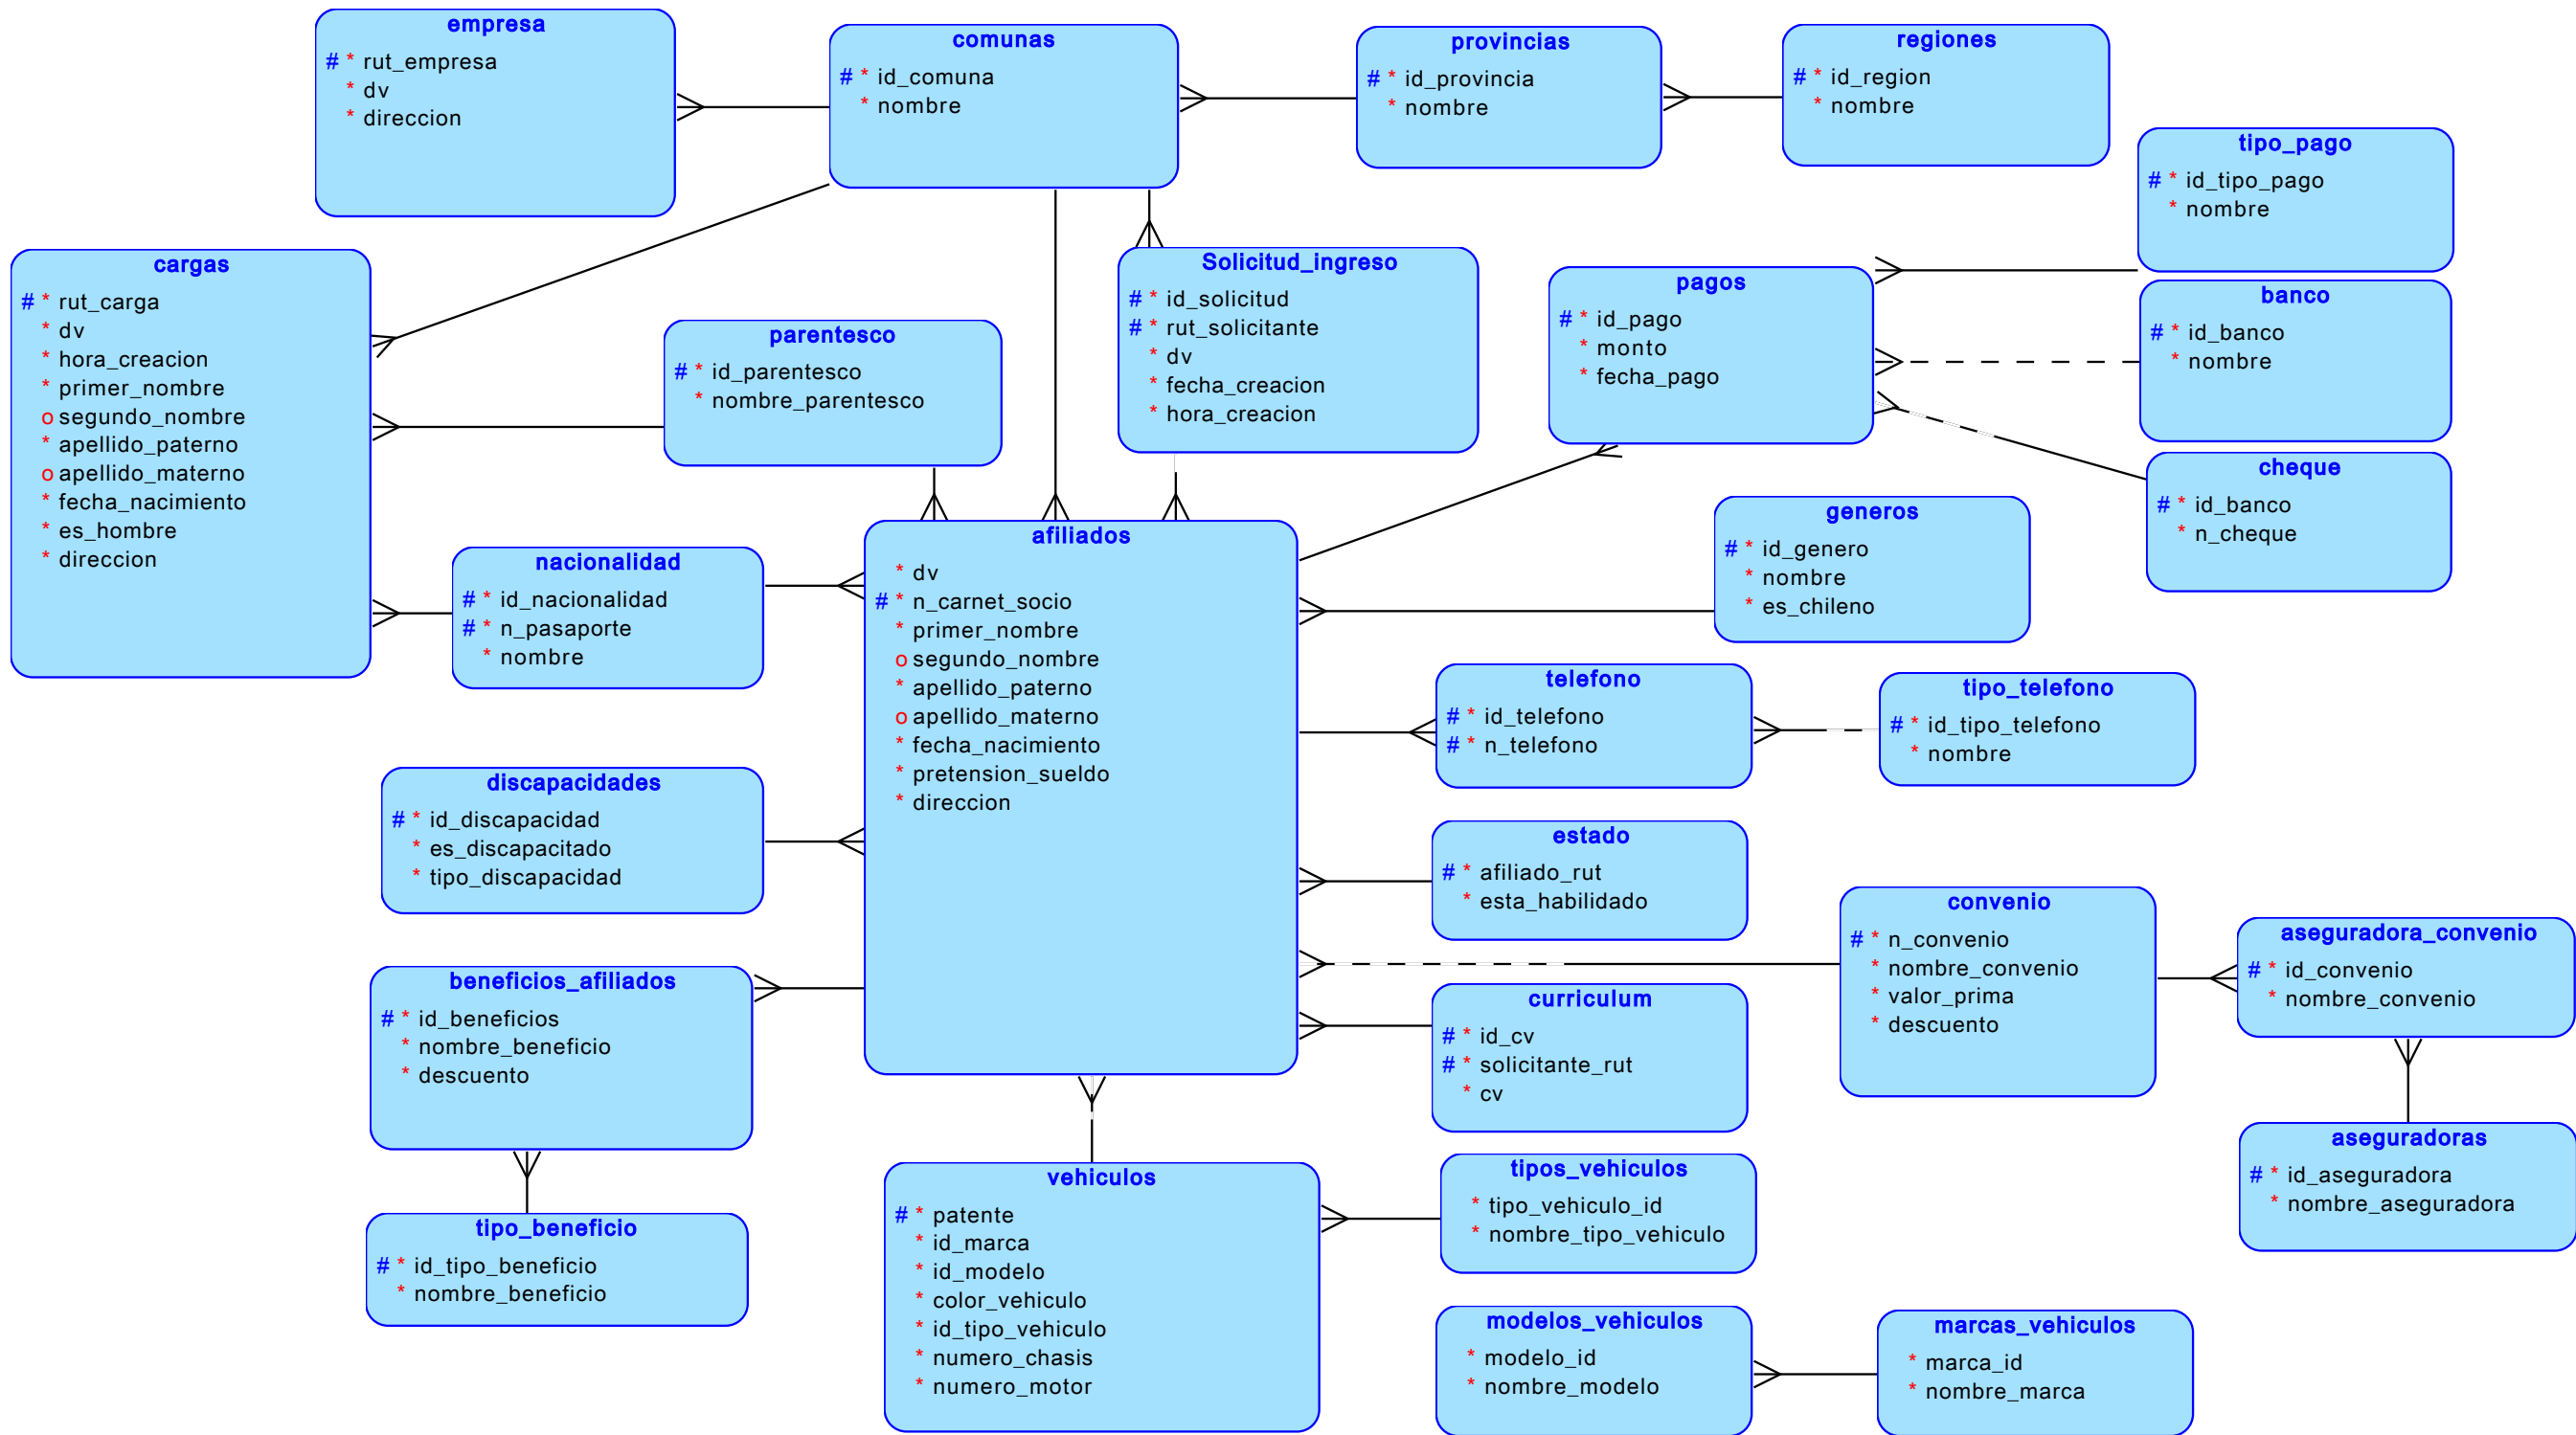 empresa
# * rut_empresa
* dv
* direccion
comunas
# * id_comuna
* nombre
provincias
# * id_provincia
* nombre
regiones
# * id_region
* nombre
tipo_pago
# * id_tipo_pago
* nombre
cargas
# * rut_carga
* dv
* hora_creacion
* primer_nombre
o segundo_nombre
* apellido_paterno
o apellido_materno
* fecha_nacimiento
* es_hombre
* direccion
parentesco
# * id_parentesco
* nombre_parentesco
Solicitud_ingreso
# * id_solicitud
# * rut_solicitante
* dv
* fecha_creacion
* hora_creacion
pagos
# * id_pago
* monto
* fecha_pago
banco
# * id_banco
* nombre
cheque
# * id_banco
* n_cheque
nacionalidad
# * id_nacionalidad
# * n_pasaporte
* nombre
afiliados
* dv
# * n_carnet_socio
* primer_nombre
o segundo_nombre
* apellido_paterno
o apellido_materno
* fecha_nacimiento
* pretension_sueldo
* direccion
generos
# * id_genero
* nombre
* es_chileno
telefono
# * id_telefono
# * n_telefono
tipo_telefono
# * id_tipo_telefono
* nombre
discapacidades
# * id_discapacidad
* es_discapacitado
* tipo_discapacidad
estado
# * afiliado_rut
* esta_habilidado
convenio
# * n_convenio
* nombre_convenio
* valor_prima
* descuento
aseguradora_convenio
# * id_convenio
* nombre_convenio
beneficios_afiliados
# * id_beneficios
* nombre_beneficio
* descuento
curriculum
# * id_cv
# * solicitante_rut
* cv
aseguradoras
# * id_aseguradora
* nombre_aseguradora
tipo_beneficio
# * id_tipo_beneficio
* nombre_beneficio
vehiculos
# * patente
* id_marca
* id_modelo
* color_vehiculo
* id_tipo_vehiculo
* numero_chasis
* numero_motor
tipos_vehiculos
* tipo_vehiculo_id
* nombre_tipo_vehiculo
modelos_vehiculos
* modelo_id
* nombre_modelo
marcas_vehiculos
* marca_id
* nombre_marca